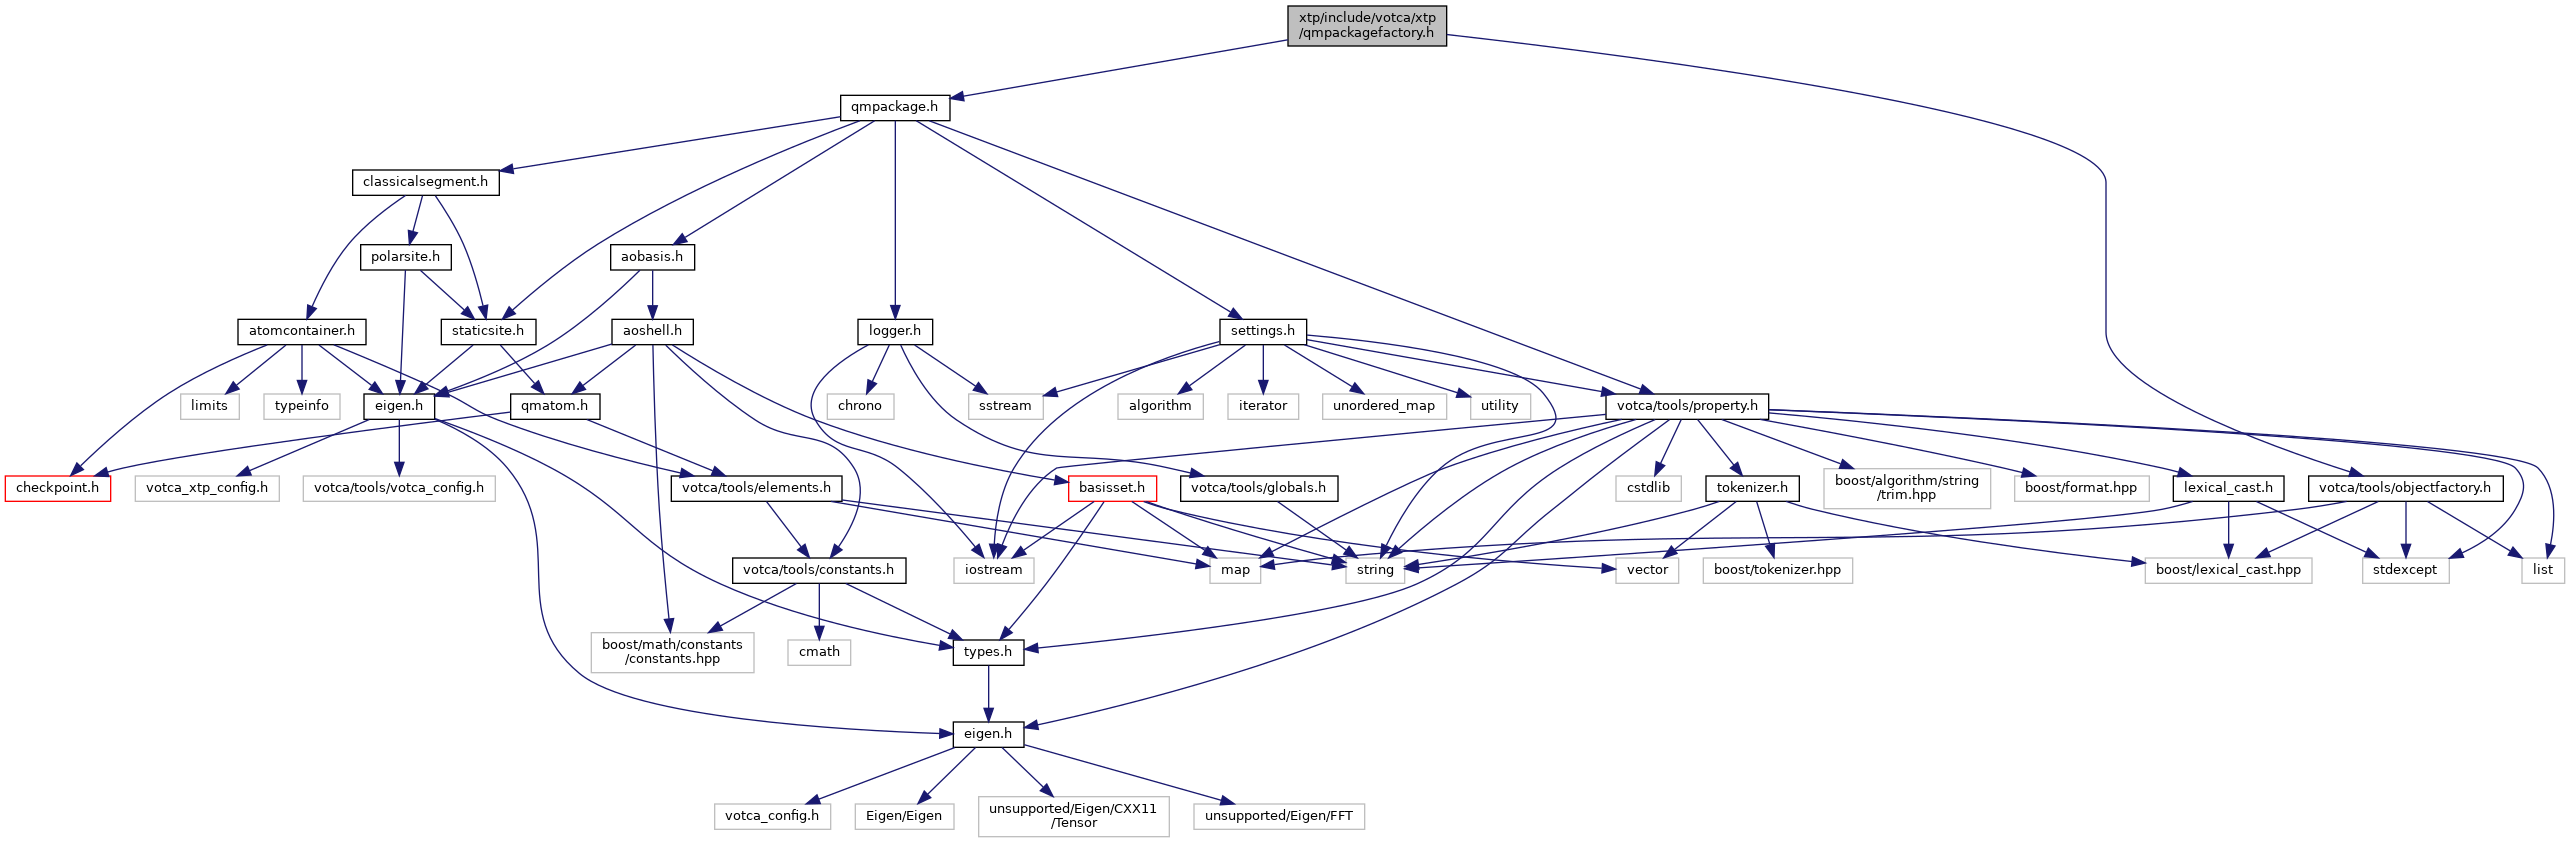 xtp/include/votca/xtp
/qmpackagefactory.h
qmpackage.h
classicalsegment.h
polarsite.h
aobasis.h
atomcontainer.h
staticsite.h
aoshell.h
logger.h
settings.h
limits
typeinfo
eigen.h
qmatom.h
chrono
sstream
algorithm
iterator
unordered_map
utility
votca/tools/property.h
checkpoint.h
votca_xtp_config.h
votca/tools/votca_config.h
votca/tools/elements.h
basisset.h
votca/tools/globals.h
cstdlib
tokenizer.h
boost/algorithm/string
/trim.hpp
boost/format.hpp
lexical_cast.h
votca/tools/objectfactory.h
votca/tools/constants.h
iostream
map
string
vector
boost/tokenizer.hpp
boost/lexical_cast.hpp
stdexcept
list
boost/math/constants
/constants.hpp
cmath
types.h
eigen.h
votca_config.h
Eigen/Eigen
unsupported/Eigen/CXX11
/Tensor
unsupported/Eigen/FFT